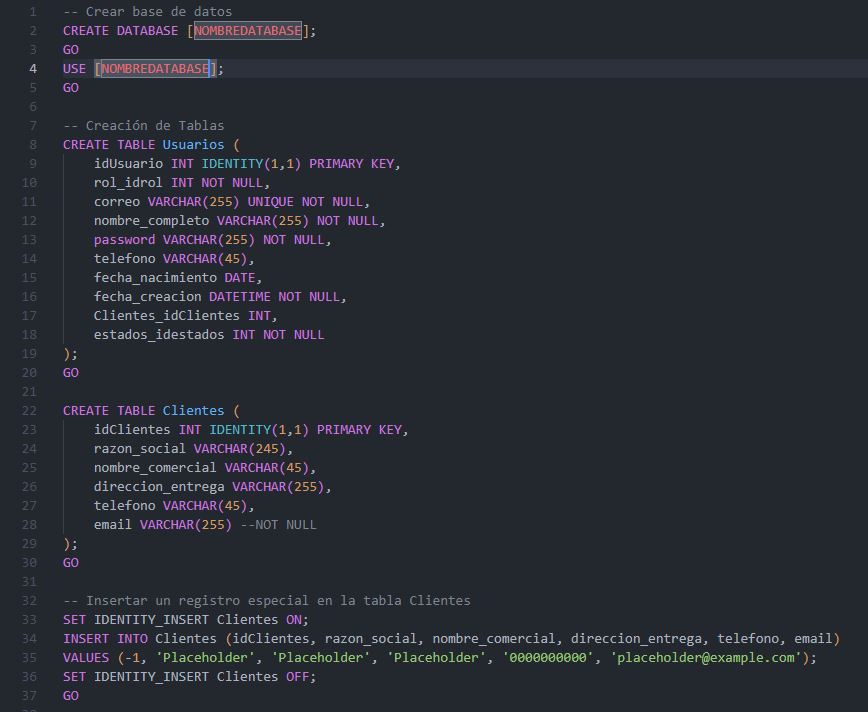 1 -- Crear base de datos
2 CREATE DATABASE [NOMBREDATABASE];
3 GO
4 USE [NOMBREDATABASE];
5 GO
6
7 -- Creación de Tablas
8 CREATE TABLE Usuarios (
9 idUsuario INT IDENTITY(1,1) PRIMARY KEY,
10 rol_idrol INT NOT NULL,
11 correo VARCHAR(255) UNIQUE NOT NULL,
12 nombre_completo VARCHAR(255) NOT NULL,
13 password VARCHAR(255) NOT NULL,
14 telefono VARCHAR(45),
15 fecha_nacimiento DATE,
16 fecha_creacion DATETIME NOT NULL,
17 Clientes_idClientes INT,
18 estados_idestados INT NOT NULL
19 );
20 GO
21
22 CREATE TABLE Clientes (
23 idClientes INT IDENTITY(1,1) PRIMARY KEY,
24 razon_social VARCHAR(245),
25 nombre_comercial VARCHAR(45),
26 direccion_entrega VARCHAR(255),
27 telefono VARCHAR(45),
28 email VARCHAR(255) --NOT NULL
29 );
30 GO
31
32 -- Insertar un registro especial en la tabla Clientes
33 SET IDENTITY_INSERT Clientes ON;
34 INSERT INTO Clientes (idClientes, razon_social, nombre_comercial, direccion_entrega, telefono, email)
35 VALUES (-1, 'Placeholder', 'Placeholder', 'Placeholder', '0000000000', 'placeholder@example.com');
36 SET IDENTITY_INSERT Clientes OFF;
37 GO